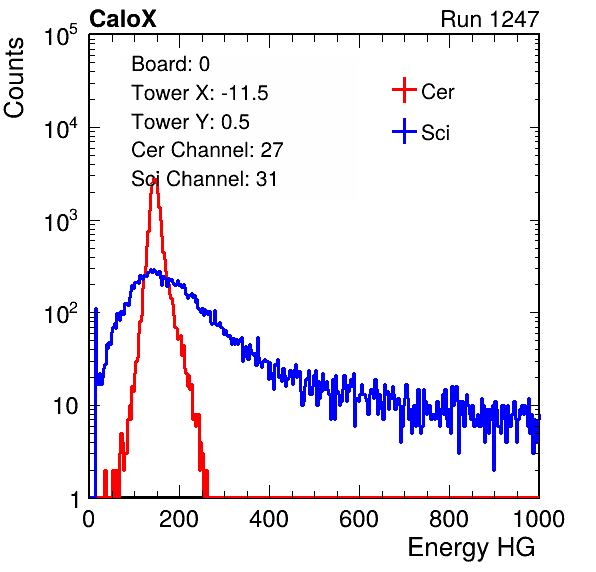 CaloX Run 1247
Counts
10^5
10^4
10^3
10^2
10
1
Board: 0
Tower X: -11.5
Tower Y: 0.5
Cer Channel: 27
Sci Channel: 31
Cer
Sci
0 200 400 600 800 1000
Energy HG